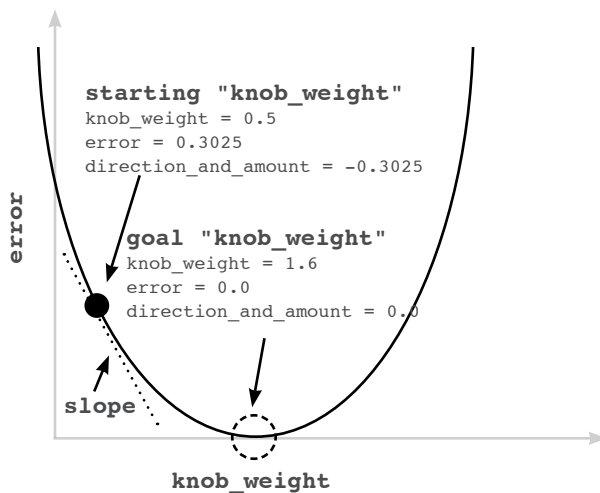 starting "knob_weight"
knob_weight = 0.5
error = 0.3025
direction_and_amount = -0.3025
error
goal "knob_weight"
knob_weight = 1.6
error = 0.0
direction_and_amount = 0.0
slope
knob_weight